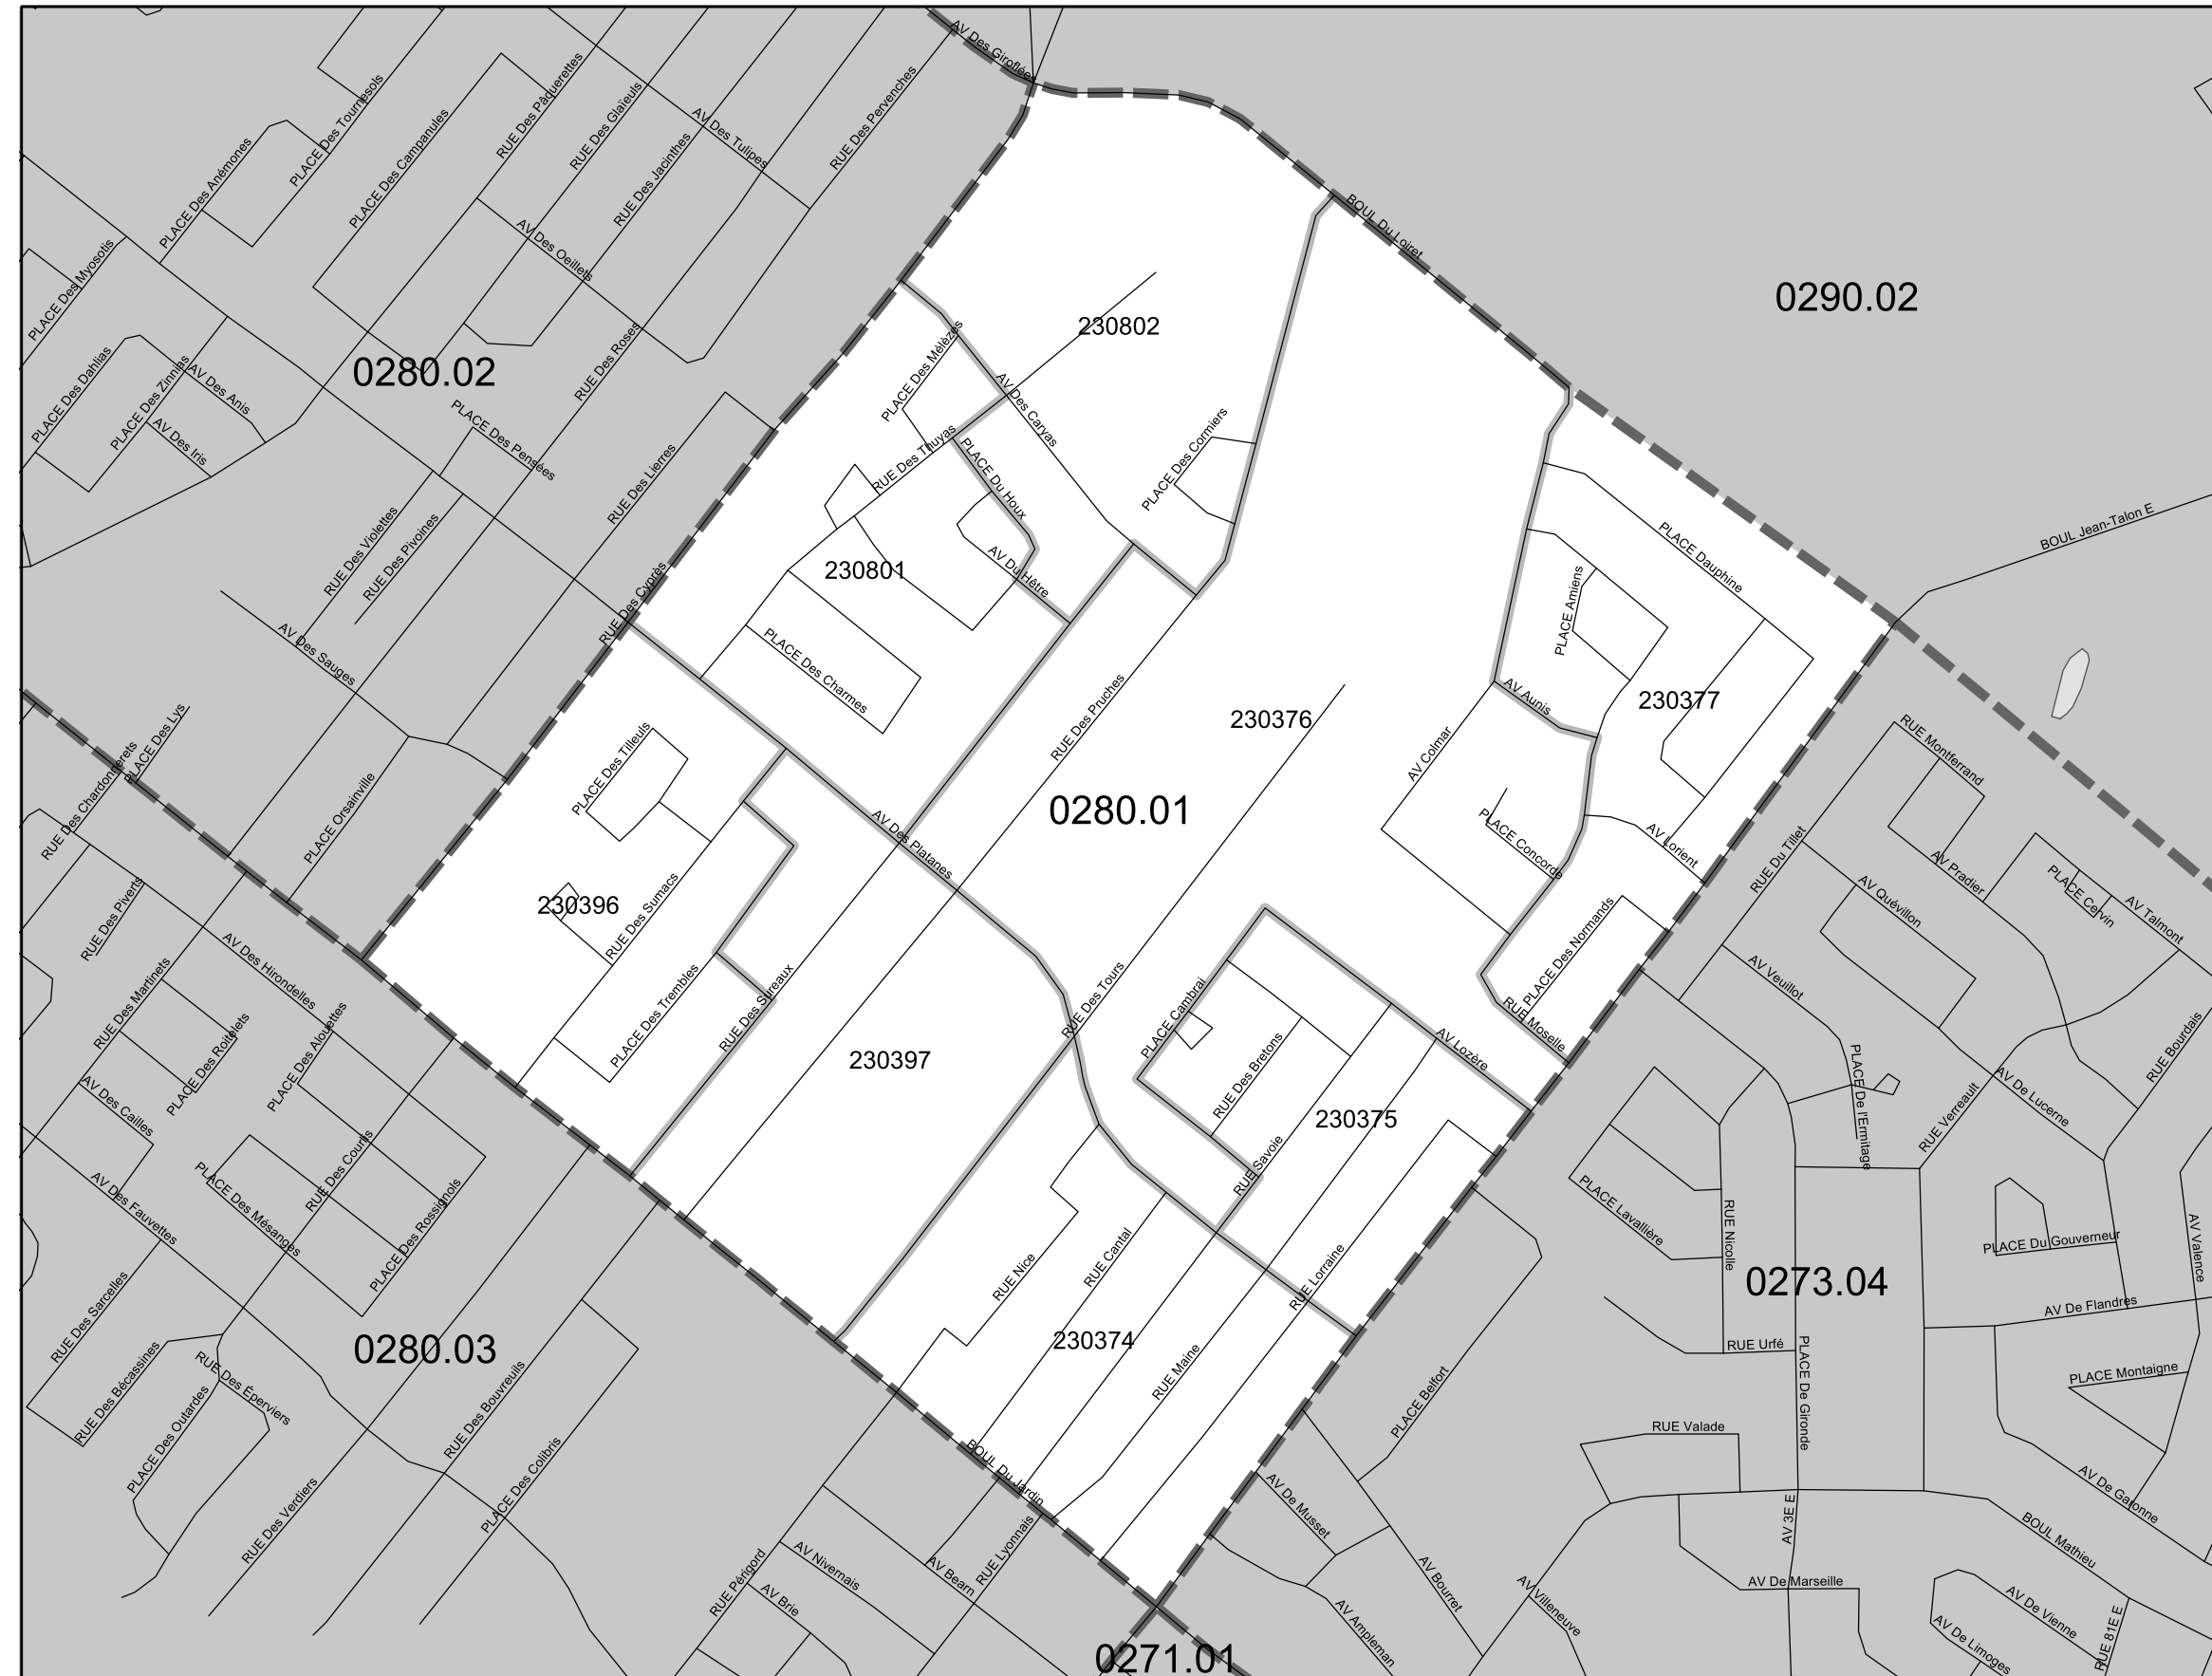 AV Des Giroflées
PLACE Des Tournesols
RUE Des Pâquerettes
RUE Des Glaïeuls
AV Des Tulipes
RUE Des Pervenches
PLACE Des Anémones
PLACE Des Campanules
RUE Des Jacinthes
BOUL Du Loiret
PLACE Des Myosotis
AV Des Oeillets
0290.02
230802
0280.02
RUE Des Roses
PLACE Des Mélèzes
AV Des Caryas
PLACE Des Dahlias
PLACE Des Zinnias
AV Des Anis
AV Des Iris
PLACE Des Pensées
RUE Des Lierres
RUE Des Thuyas
PLACE Du Houx
PLACE Des Cormiers
RUE Des Violettes
RUE Des Pivoines
BOUL Jean-Talon E
PLACE Dauphine
230801
AV Du Hêtre
PLACE Amiens
RUE Des Cyprès
AV Des Sauges
PLACE Des Charmes
RUE Des Pruches
230376
AV Aunis
230377
PLACE Des Lys
RUE Des Chardonnerets
PLACE Des Tilleuls
AV Colmar
RUE Montferrand
PLACE Orsainville
0280.01
AV Des Platanes
PLACE Concorde
AV Lorient
RUE Du Tillet
AV Pradier
AV Quévillon
PLACE Cervin
AV Talmont
230396
RUE Des Sumacs
RUE Des Piverts
AV Des Hirondelles
RUE Des Martinets
PLACE Des Normands
AV Veuillot
PLACE Des Roitelets
PLACE Des Alouettes
PLACE Des Trembles
RUE Des Sureaux
RUE Des Tours
PLACE Cambrai
RUE Moselle
230397
RUE Des Bretons
AV Lozère
230375
PLACE De l'Ermitage
AV De Lucerne
RUE Bourdais
RUE Verreault
AV Des Cailles
AV Des Fauvettes
PLACE Des Mésanges
RUE Des Courlis
PLACE Des Rossignols
RUE Savoie
PLACE Lavallière
RUE Nicolle
PLACE Du Gouverneur
AV Valence
RUE Des Sarcelles
RUE Nice
RUE Cantal
RUE Lorraine
0273.04
AV De Flandres
0280.03
230374
RUE Maine
RUE Urfé
PLACE De Gironde
PLACE Montaigne
RUE Des Bécassines
RUE Des Éperviers
PLACE Des Outardes
RUE Des Bouvreuils
PLACE Belfort
RUE Valade
RUE Des Verdiers
PLACE Des Colibris
BOUL Du Jardin
AV De Musset
AV 3E E
AV De Garonne
BOUL Mathieu
RUE Périgord
AV Nivernais
AV Brie
AV Bearn
RUE Lyonnais
AV Bourret
AV Ampleman
AV Villeneuve
AV De Marseille
AV De Vienne
AV De Limoges
RUE 81E E
0271.01